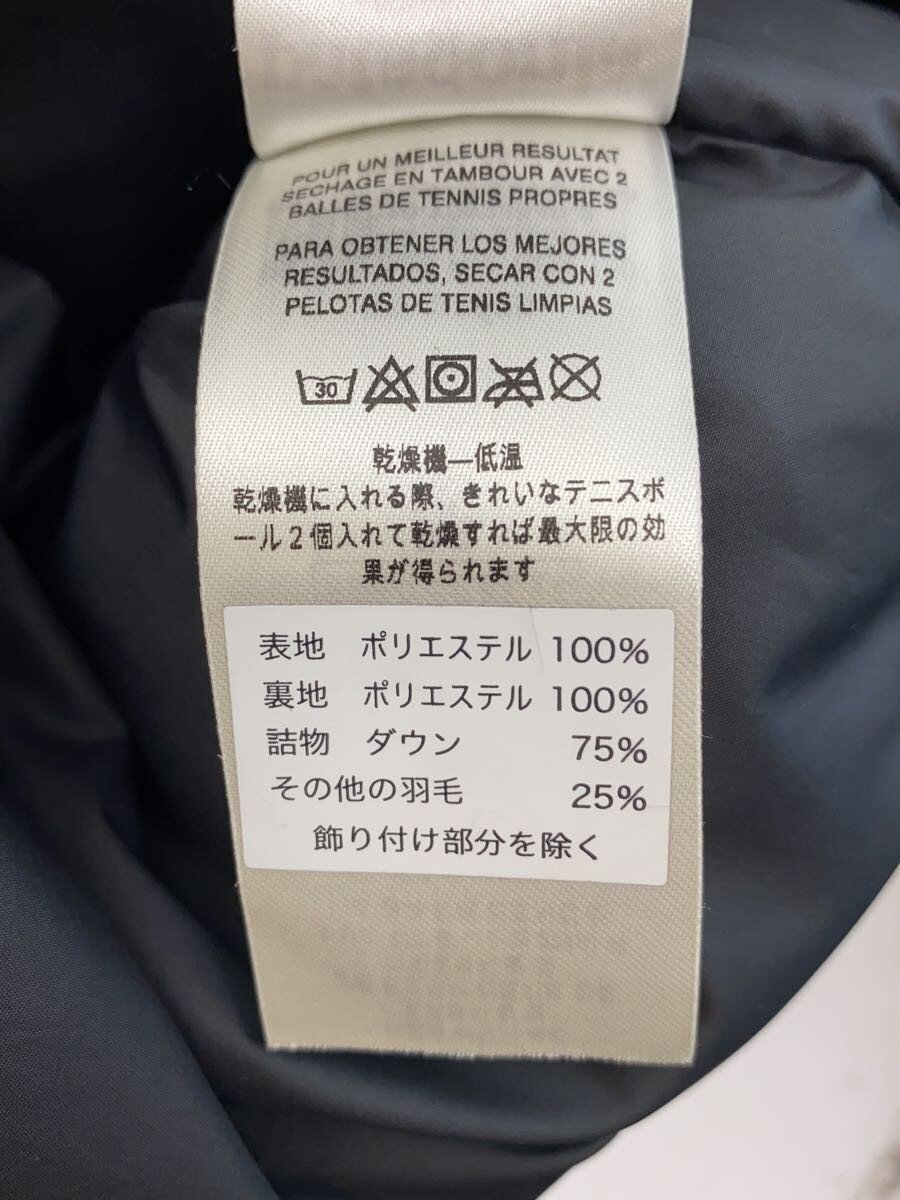 POUR UN MEILLEUR RESULTAT
SECHAGE EN TAMBOUR AVEC 2
BALLES DE TENNIS PROPRES
PARA OBTENER LOS MEJORES
RESULTADOS, SECAR CON 2
PELOTAS DE TENIS LIMPIAS
30
乾燥機—低温
乾燥機に入れる際、きれいなテニスボ
ール2個入れて乾燥すれば最大限の効
果が得られます
表地 ポリエステル 100%
裏地 ポリエステル 100%
詰物 ダウン 75%
その他の羽毛 25%
飾り付け部分を除く